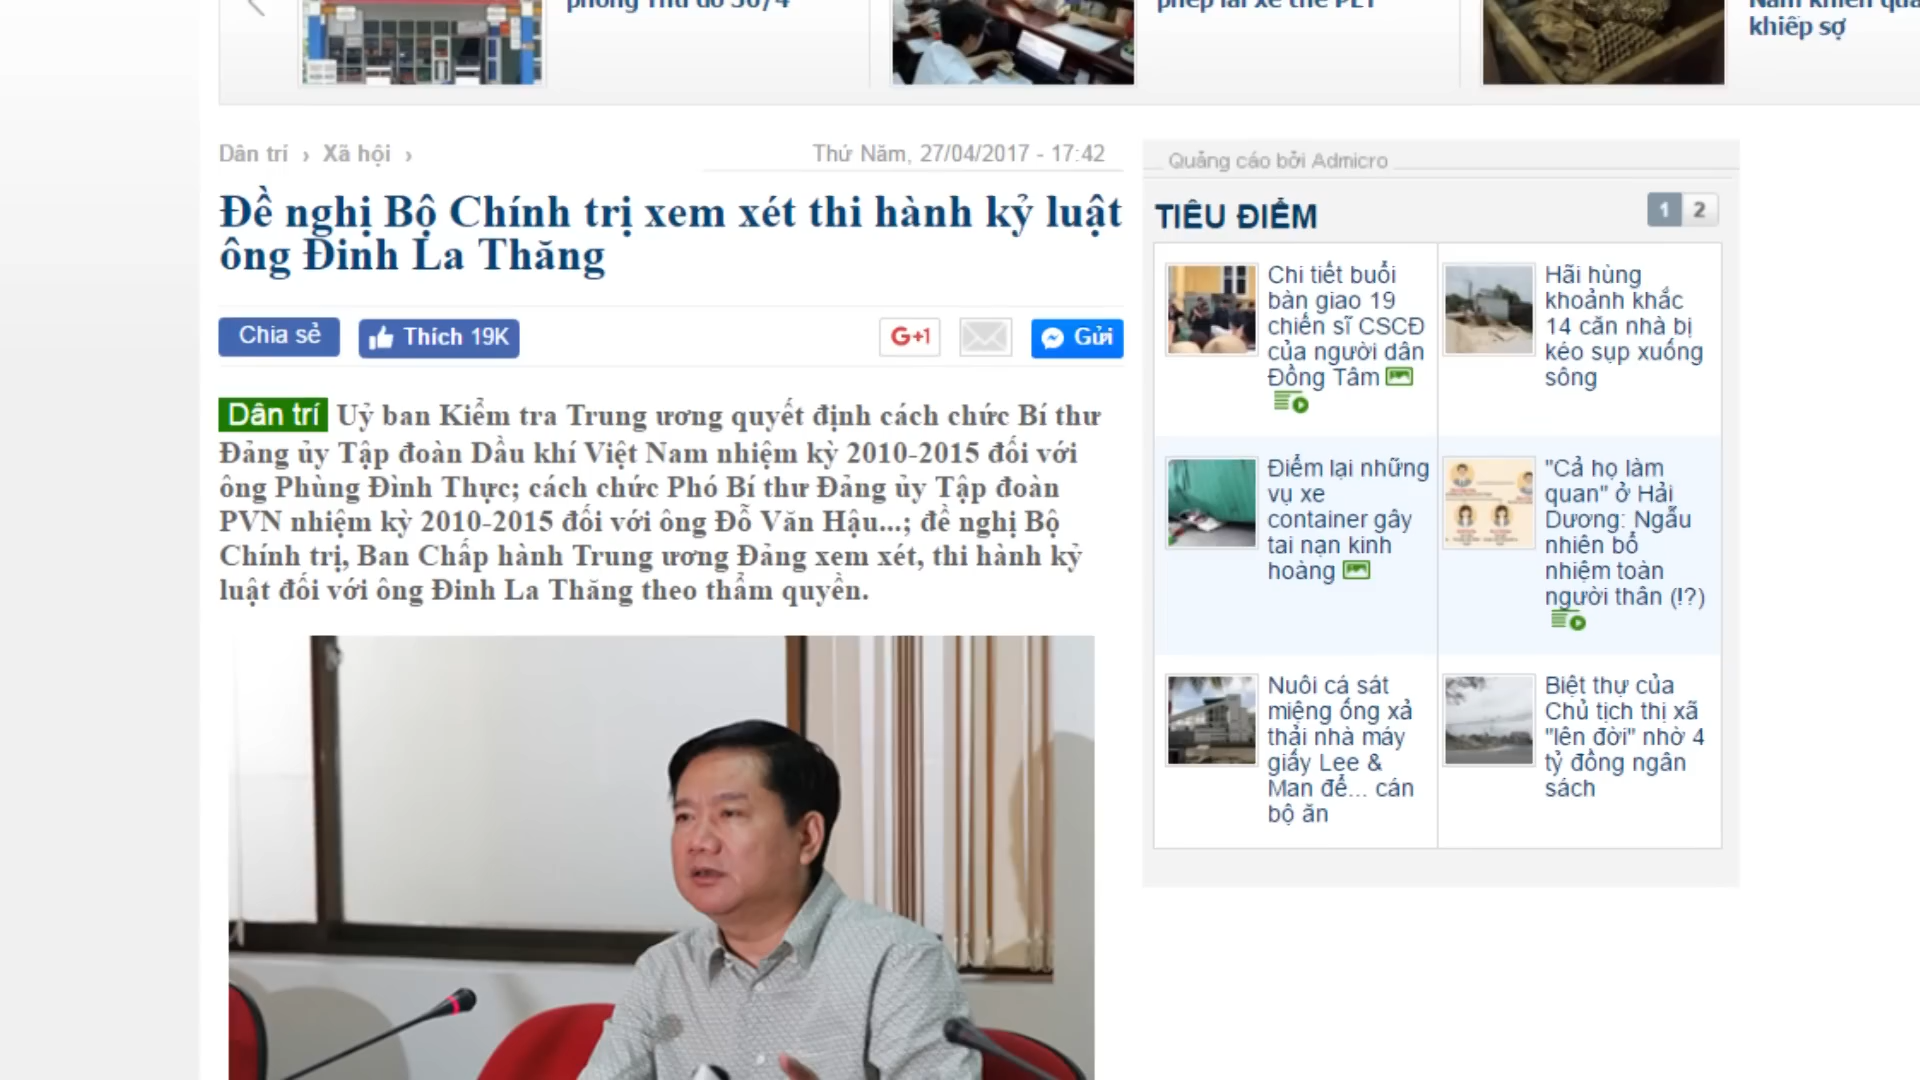 phòng Thủ đô 30/4
phép lái xe thẻ PET
khiếp sợ
Dân trí › Xã hội ›
Thứ Năm, 27/04/2017 - 17:42
Đề nghị Bộ Chính trị xem xét thi hành kỷ luật
ông Đinh La Thăng
Chia sẻ
Thích 19K
G+1
Gửi
Dân trí Uỷ ban Kiểm tra Trung ương quyết định cách chức Bí thư
Đảng ủy Tập đoàn Dầu khí Việt Nam nhiệm kỳ 2010-2015 đối với
ông Phùng Đình Thực; cách chức Phó Bí thư Đảng ủy Tập đoàn
PVN nhiệm kỳ 2010-2015 đối với ông Đỗ Văn Hậu...; đề nghị Bộ
Chính trị, Ban Chấp hành Trung ương Đảng xem xét, thi hành kỷ
luật đối với ông Đinh La Thăng theo thẩm quyền.
Quảng cáo bởi Admicro
TIÊU ĐIỂM
1 2
Chi tiết buổi
bàn giao 19
chiến sĩ CSCĐ
của người dân
Đồng Tâm
Hãi hùng
khoảnh khắc
14 căn nhà bị
kéo sụp xuống
sông
Điểm lại những
vụ xe
container gây
tai nạn kinh
hoàng
"Cả họ làm
quan" ở Hải
Dương: Ngẫu
nhiên bổ
nhiệm toàn
người thân (!?)
Nuôi cá sát
miệng ống xả
thải nhà máy
giấy Lee &
Man để... cán
bộ ăn
Biệt thự của
Chủ tịch thị xã
"lên đời" nhờ 4
tỷ đồng ngân
sách